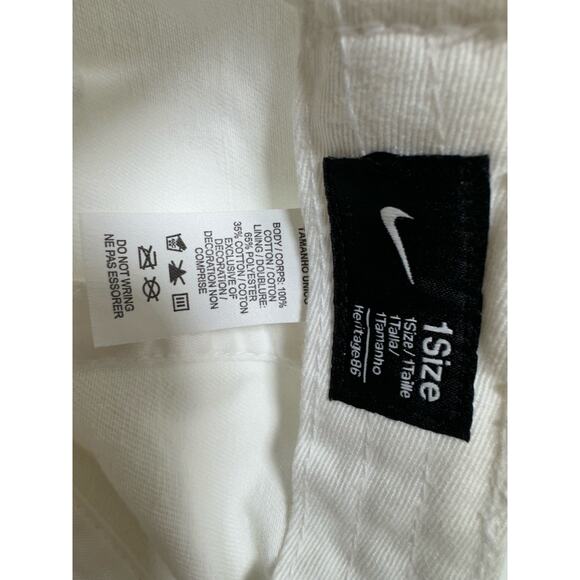 TAMANHO ÚNICO
BODY / CORPS: 100%
COTTON / COTON
LINING / DOUBLURE:
65% POLYESTER
35% COTTON / COTON
EXCLUSIVE OF
DECORATION
DECORATION NON
COMPRISE
DO NOT WRING
NE PAS ESSORER
1Size
1Size / 1Taille
1Talla /
1Tamanho
Heritage86